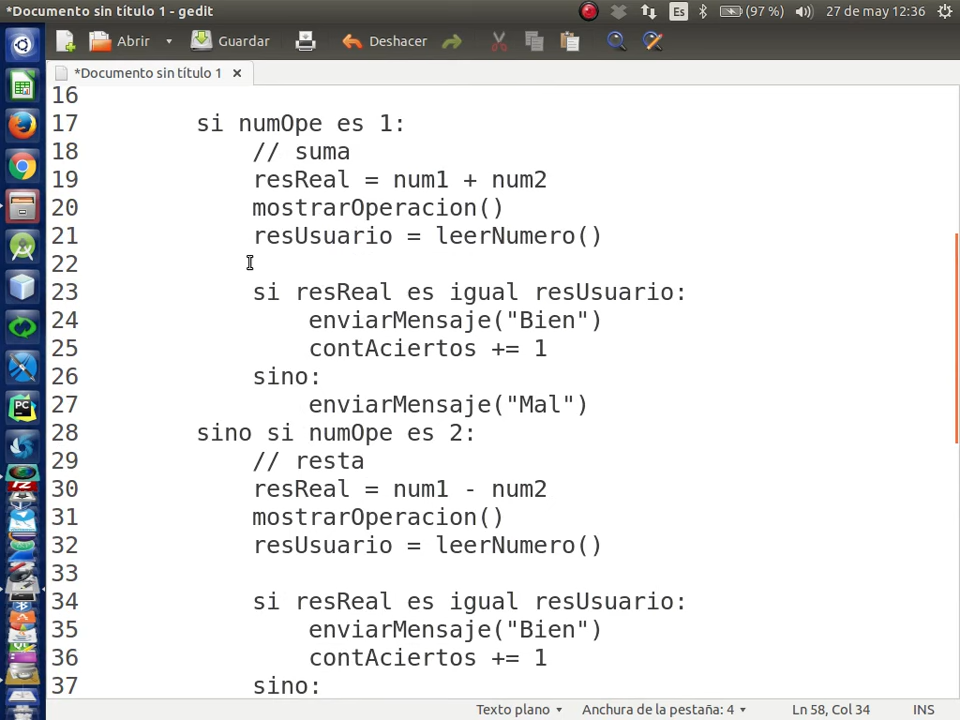 *Documento sin título 1 - gedit
Es
(97 %)
27 de may 12:36
Abrir
Guardar
Deshacer
*Documento sin título 1
16
17 si numOpe es 1:
18 // suma
19 resReal = num1 + num2
20 mostrarOperacion()
21 resUsuario = leerNumero()
22
23 si resReal es igual resUsuario:
24 enviarMensaje("Bien")
25 contAciertos += 1
26 sino:
27 enviarMensaje("Mal")
28 sino si numOpe es 2:
29 // resta
30 resReal = num1 - num2
31 mostrarOperacion()
32 resUsuario = leerNumero()
33
34 si resReal es igual resUsuario:
35 enviarMensaje("Bien")
36 contAciertos += 1
37 sino:
PC
Texto plano
Anchura de la pestaña: 4
Ln 58, Col 34
INS